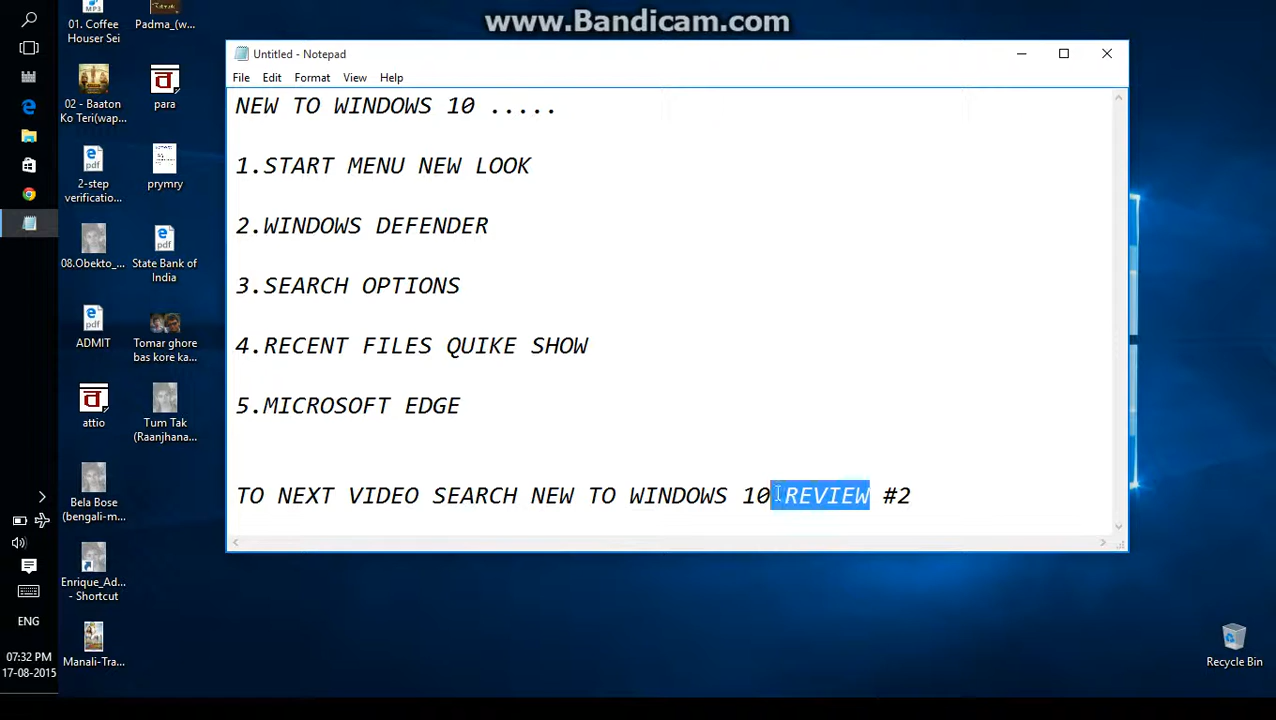 www.Bandicam.com
01. Coffee
Houser Sei
Padma_(w...
02 - Baaton
Ko Teri(wap...
para
2-step
verificatio...
prymry
08.Obekto_...
State Bank of
India
ADMIT
Tomar ghore
bas kore ka...
attio
Tum Tak
(Raanjhana...
Bela Bose
(bengali-m...
Enrique_Ad...
- Shortcut
Manali-Tra...
ENG
07:32 PM
17-08-2015
Untitled - Notepad
File Edit Format View Help
NEW TO WINDOWS 10 .....
1.START MENU NEW LOOK
2.WINDOWS DEFENDER
3.SEARCH OPTIONS
4.RECENT FILES QUIKE SHOW
5.MICROSOFT EDGE
TO NEXT VIDEO SEARCH NEW TO WINDOWS 10 REVIEW #2
Recycle Bin